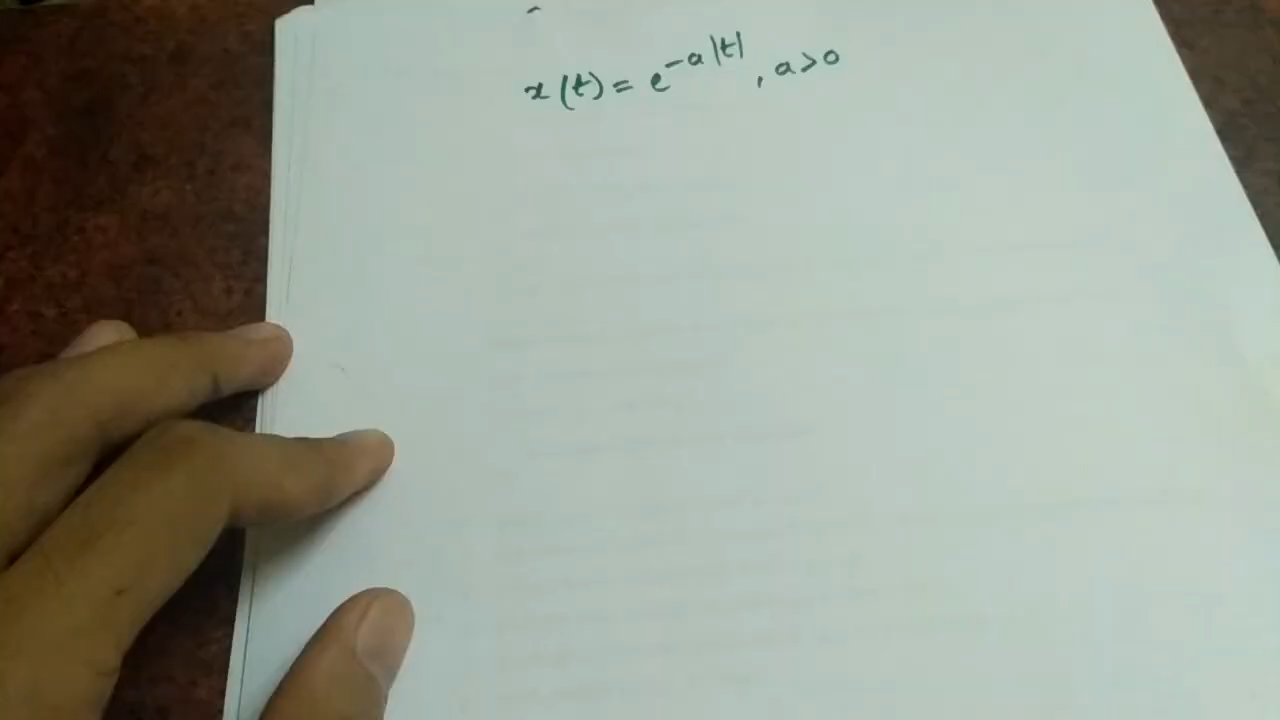 x(t) = e^{-a|t|}, a>0